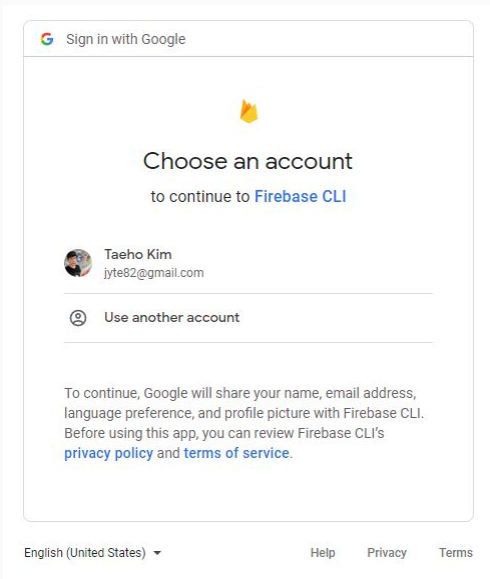 Sign in with Google
Choose an account
to continue to Firebase CLI
Taeho Kim
jyte82@gmail.com
Use another account
To continue, Google will share your name, email address,
language preference, and profile picture with Firebase CLI.
Before using this app, you can review Firebase CLI's
privacy policy and terms of service.
English (United States)
Help Privacy Terms